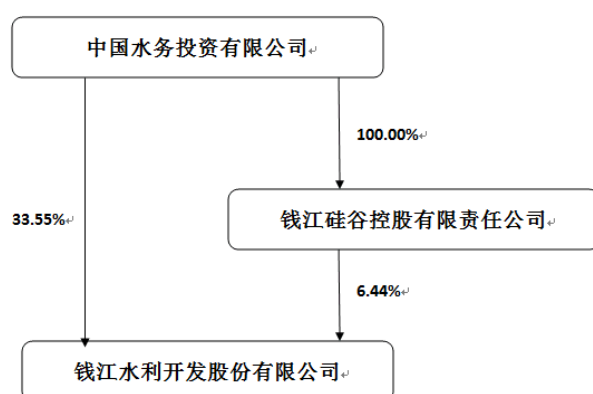 中国水务投资有限公司
100.00%
33.55%
钱江硅谷控股有限责任公司
6.44%
钱江水利开发股份有限公司